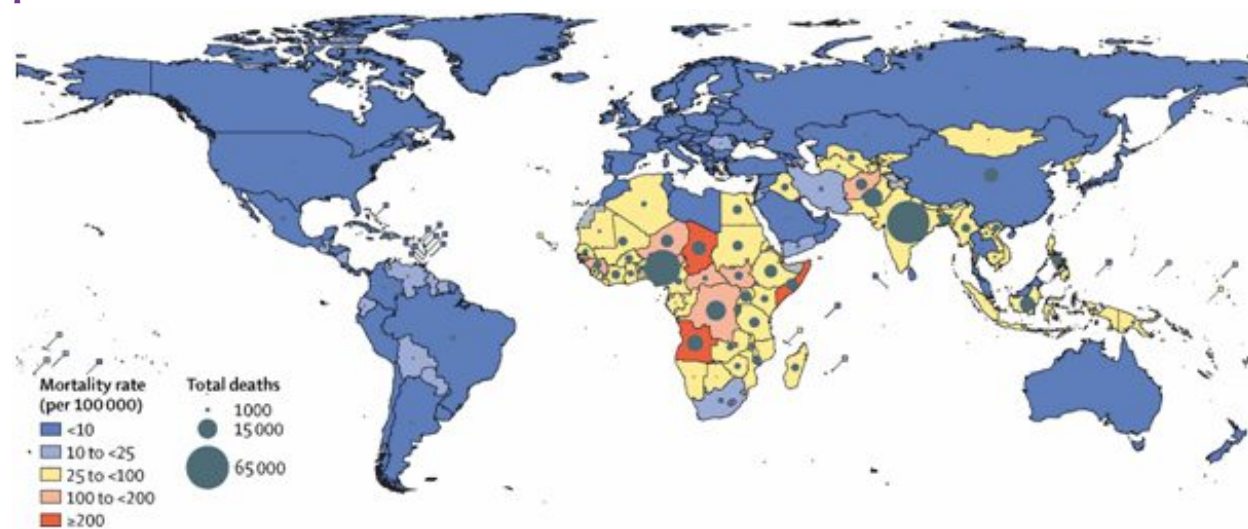 Mortality rate
(per 100 000)
<10
10 to <25
25 to <100
100 to <200
≥200
Total deaths
1000
15 000
65 000